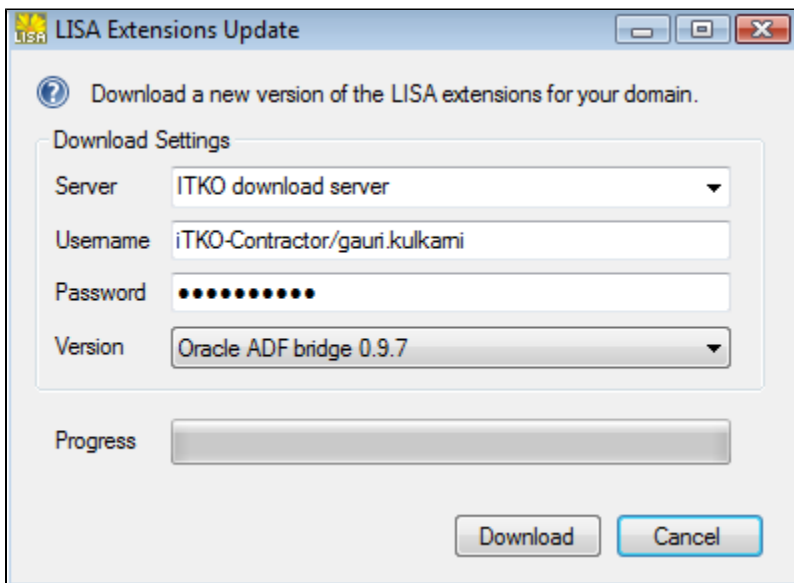 LISA
LISA Extensions Update
Download a new version of the LISA extensions for your domain.
Download Settings
Server ITKO download server
Username iTKO-Contractor/gauri.kulkarni
Password ●●●●●●●●●●
Version Oracle ADF bridge 0.9.7
Progress
Download Cancel